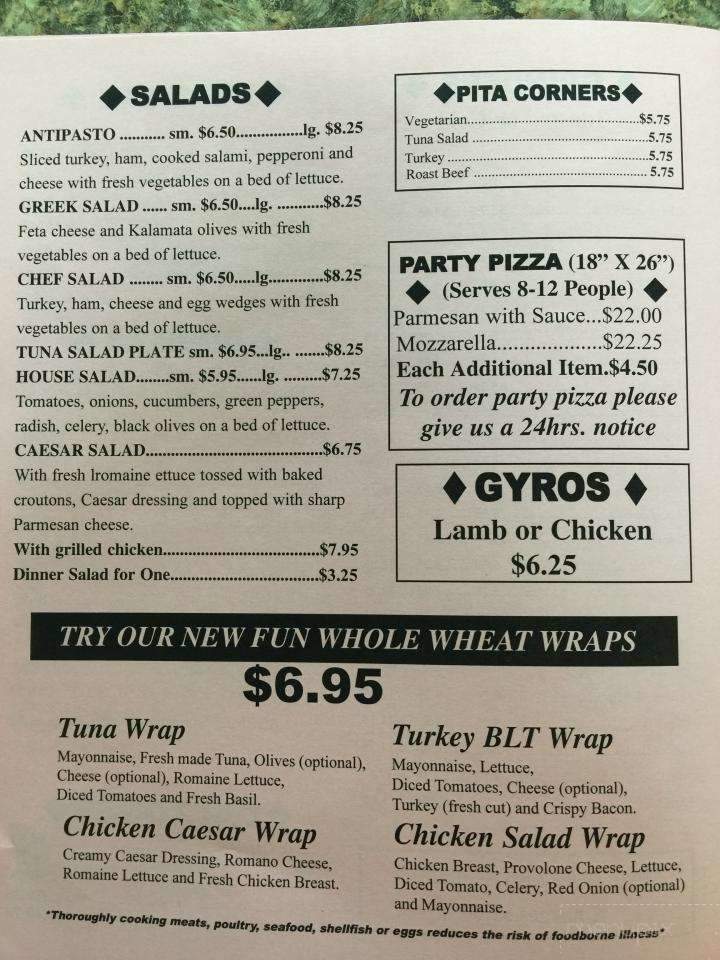 ◆SALADS◆
ANTIPASTO ........... sm. $6.50.................lg. $8.25
Sliced turkey, ham, cooked salami, pepperoni and
cheese with fresh vegetables on a bed of lettuce.
GREEK SALAD ...... sm. $6.50....lg. ...........$8.25
Feta cheese and Kalamata olives with fresh
vegetables on a bed of lettuce.
CHEF SALAD ........ sm. $6.50.....lg.............$8.25
Turkey, ham, cheese and egg wedges with fresh
vegetables on a bed of lettuce.
TUNA SALAD PLATE sm. $6.95...lg.. .......$8.25
HOUSE SALAD........sm. $5.95......lg. .........$7.25
Tomatoes, onions, cucumbers, green peppers,
radish, celery, black olives on a bed of lettuce.
CAESAR SALAD...........................................$6.75
With fresh lromaine ettuce tossed with baked
croutons, Caesar dressing and topped with sharp
Parmesan cheese.
With grilled chicken......................................$7.95
Dinner Salad for One....................................$3.25
◆PITA CORNERS◆
Vegetarian..........................................$5.75
Tuna Salad ...........................................5.75
Turkey .................................................5.75
Roast Beef ........................................... 5.75
PARTY PIZZA (18” X 26”)
◆ (Serves 8-12 People) ◆
Parmesan with Sauce...$22.00
Mozzarella...................$22.25
Each Additional Item.$4.50
To order party pizza please
give us a 24hrs. notice
◆ GYROS ◆
Lamb or Chicken
$6.25
TRY OUR NEW FUN WHOLE WHEAT WRAPS
$6.95
Tuna Wrap
Mayonnaise, Fresh made Tuna, Olives (optional),
Cheese (optional), Romaine Lettuce,
Diced Tomatoes and Fresh Basil.
Chicken Caesar Wrap
Creamy Caesar Dressing, Romano Cheese,
Romaine Lettuce and Fresh Chicken Breast.
Turkey BLT Wrap
Mayonnaise, Lettuce,
Diced Tomatoes, Cheese (optional),
Turkey (fresh cut) and Crispy Bacon.
Chicken Salad Wrap
Chicken Breast, Provolone Cheese, Lettuce,
Diced Tomato, Celery, Red Onion (optional)
and Mayonnaise.
*Thoroughly cooking meats, poultry, seafood, shellfish or eggs reduces the risk of foodborne illness*